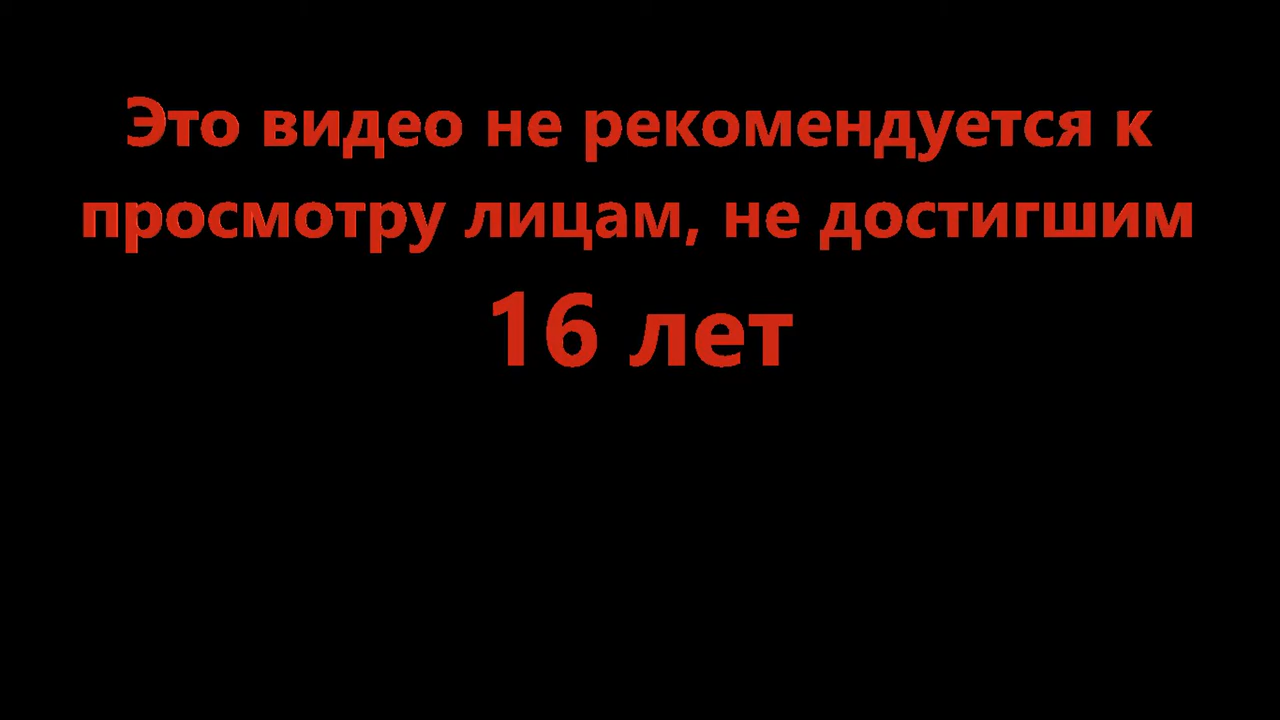 Это видео не рекомендуется к
просмотру лицам, не достигшим
16 лет